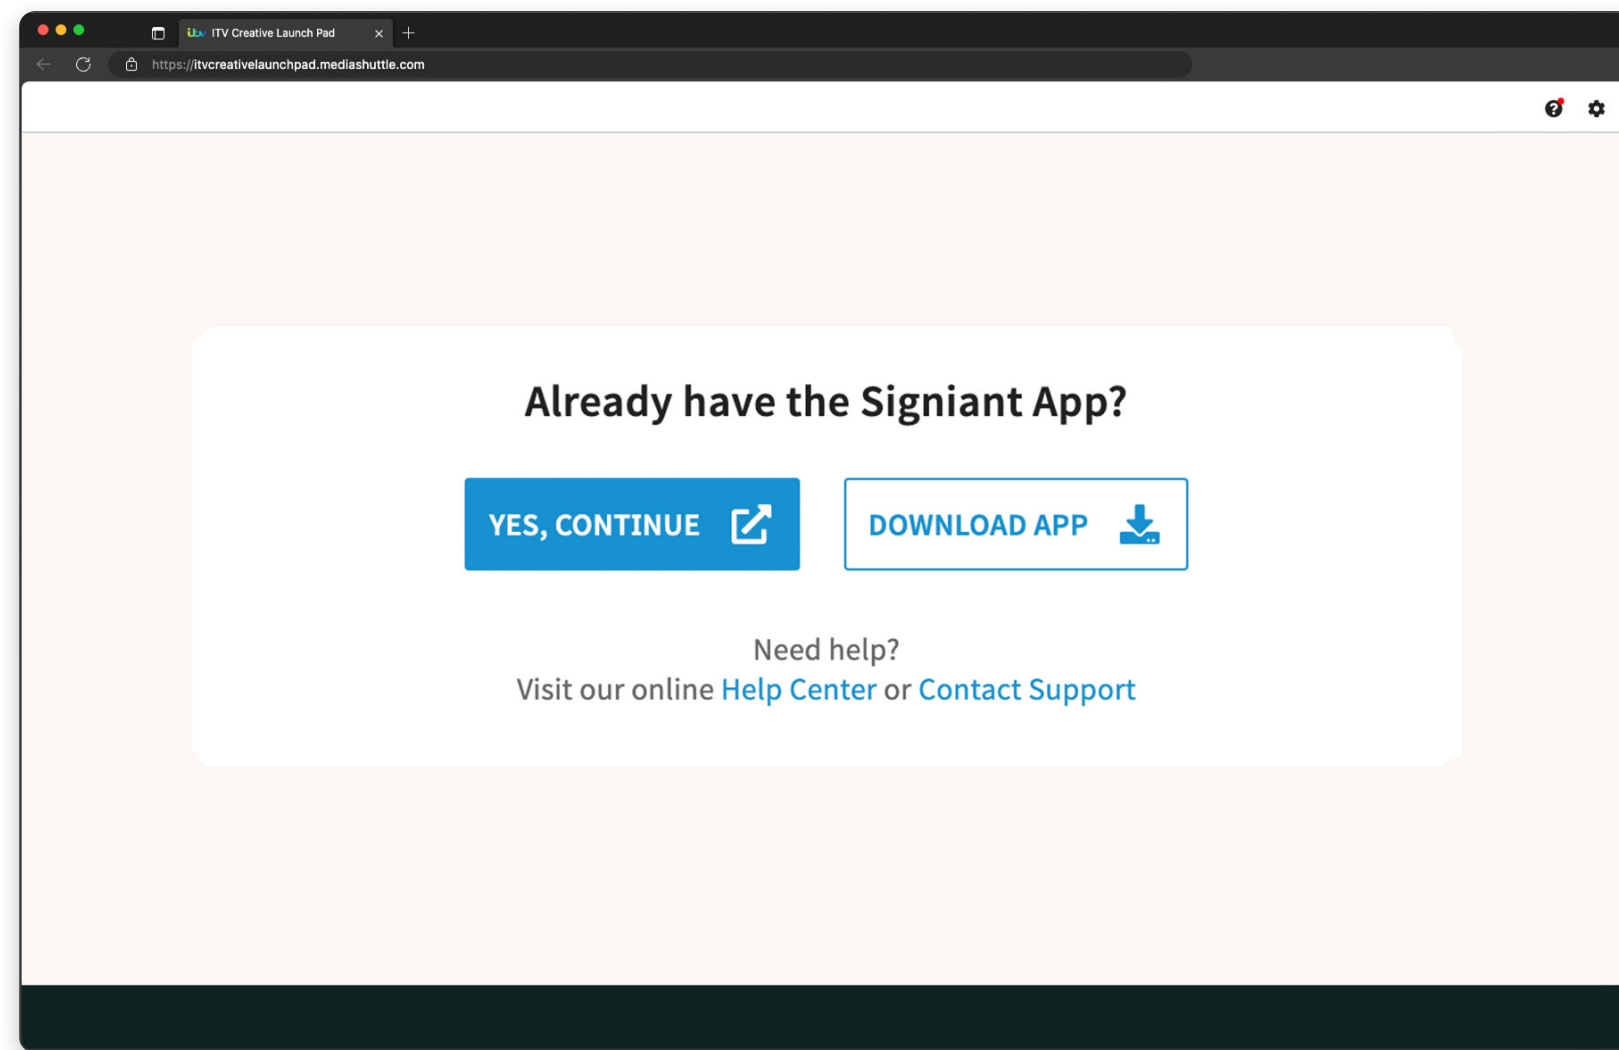 itv ITV Creative Launch Pad
https://itvcreativelaunchpad.mediashuttle.com
Already have the Signiant App?
YES, CONTINUE
DOWNLOAD APP
Need help?
Visit our online Help Center or Contact Support